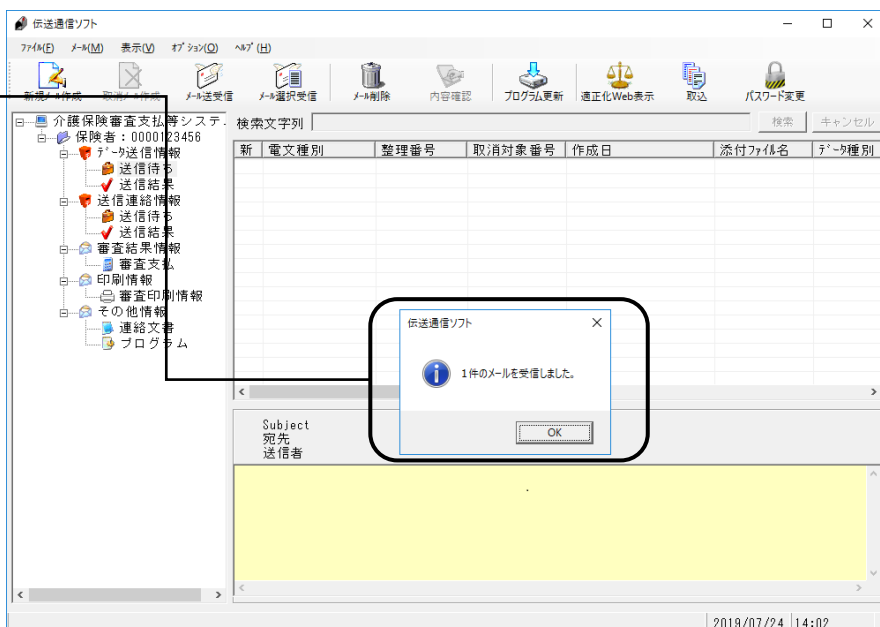 伝送通信ソフト
ﾌｧｲﾙ(F) ﾒｰﾙ(M) 表示(V) ｵﾌﾟｼｮﾝ(O) ﾍﾙﾌﾟ(H)
新規ﾒｰﾙ作成 取消ﾒｰﾙ作成 ﾒｰﾙ送受信 ﾒｰﾙ選択受信 ﾒｰﾙ削除 内容確認 ﾌﾟﾛｸﾞﾗﾑ更新 適正化Web表示 取込 ﾊﾟｽﾜｰﾄﾞ変更
介護保険審査支払等システ.
保険者：0000123456
ﾃﾞｰﾀ送信情報
送信待ち
送信結果
送信連絡情報
送信待ち
送信結果
審査結果情報
審査支払
印刷情報
審査印刷情報
その他情報
連絡文書
プログラム
検索文字列 検索 キャンセル
新 電文種別 整理番号 取消対象番号 作成日 添付ﾌｧｲﾙ名 ﾃﾞｰﾀ種別
伝送通信ソフト
1件のメールを受信しました。
OK
Subject
宛先
送信者
2019/07/24 14:02